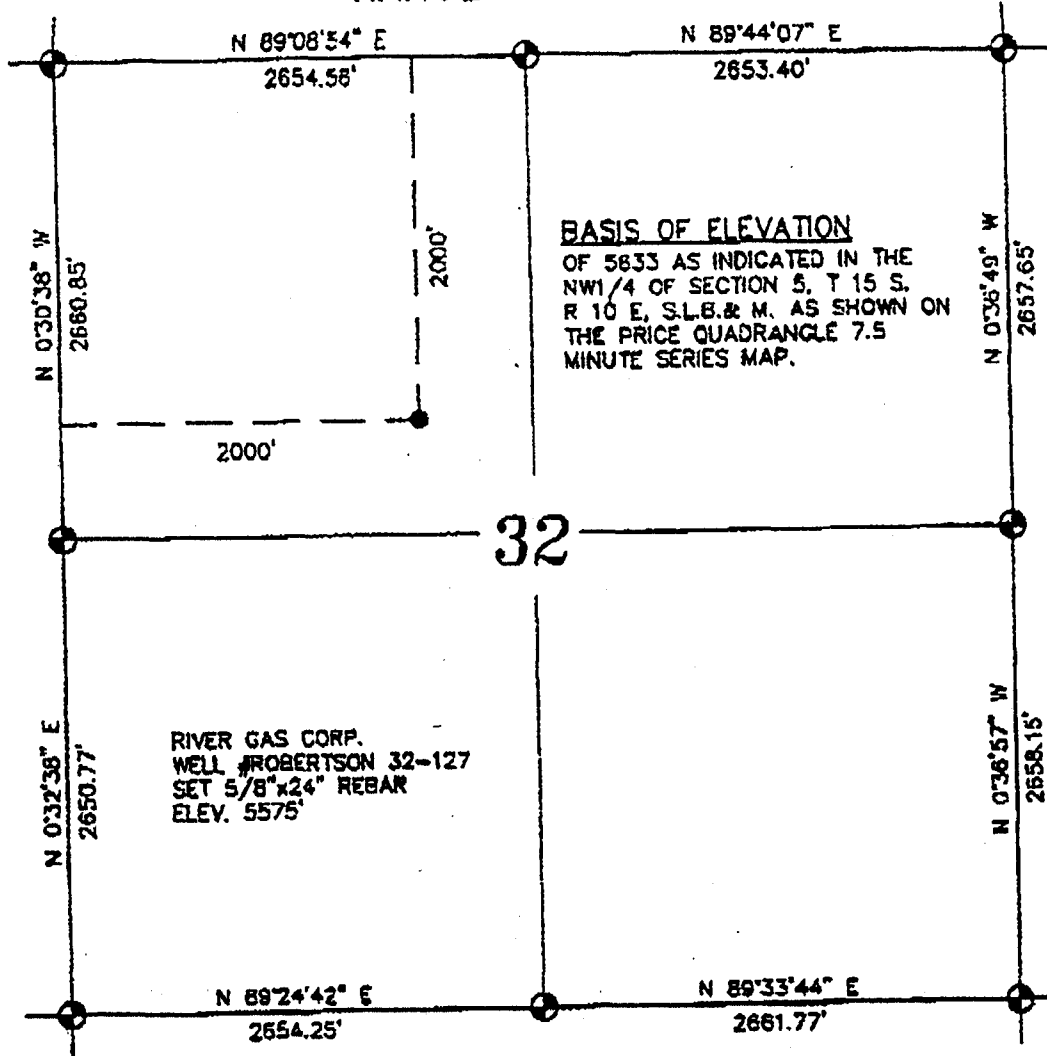 N 89°08'54" E
2654.58'
N 89°44'07" E
2653.40'
N 0°30'38" W
2660.85'
2000'
2000'
BASIS OF ELEVATION
OF 5633 AS INDICATED IN THE
NW1/4 OF SECTION 5, T 15 S,
R 10 E, S.L.B.& M. AS SHOWN ON
THE PRICE QUADRANGLE 7.5
MINUTE SERIES MAP.
N 0°36'49" W
2657.65'
32
N 0°32'38" E
2650.77'
RIVER GAS CORP.
WELL #ROBERTSON 32-127
SET 5/8"x24" REBAR
ELEV. 5575'
N 0°36'57" W
2658.15'
N 89°24'42" E
2654.25'
N 89°33'44" E
2661.77'